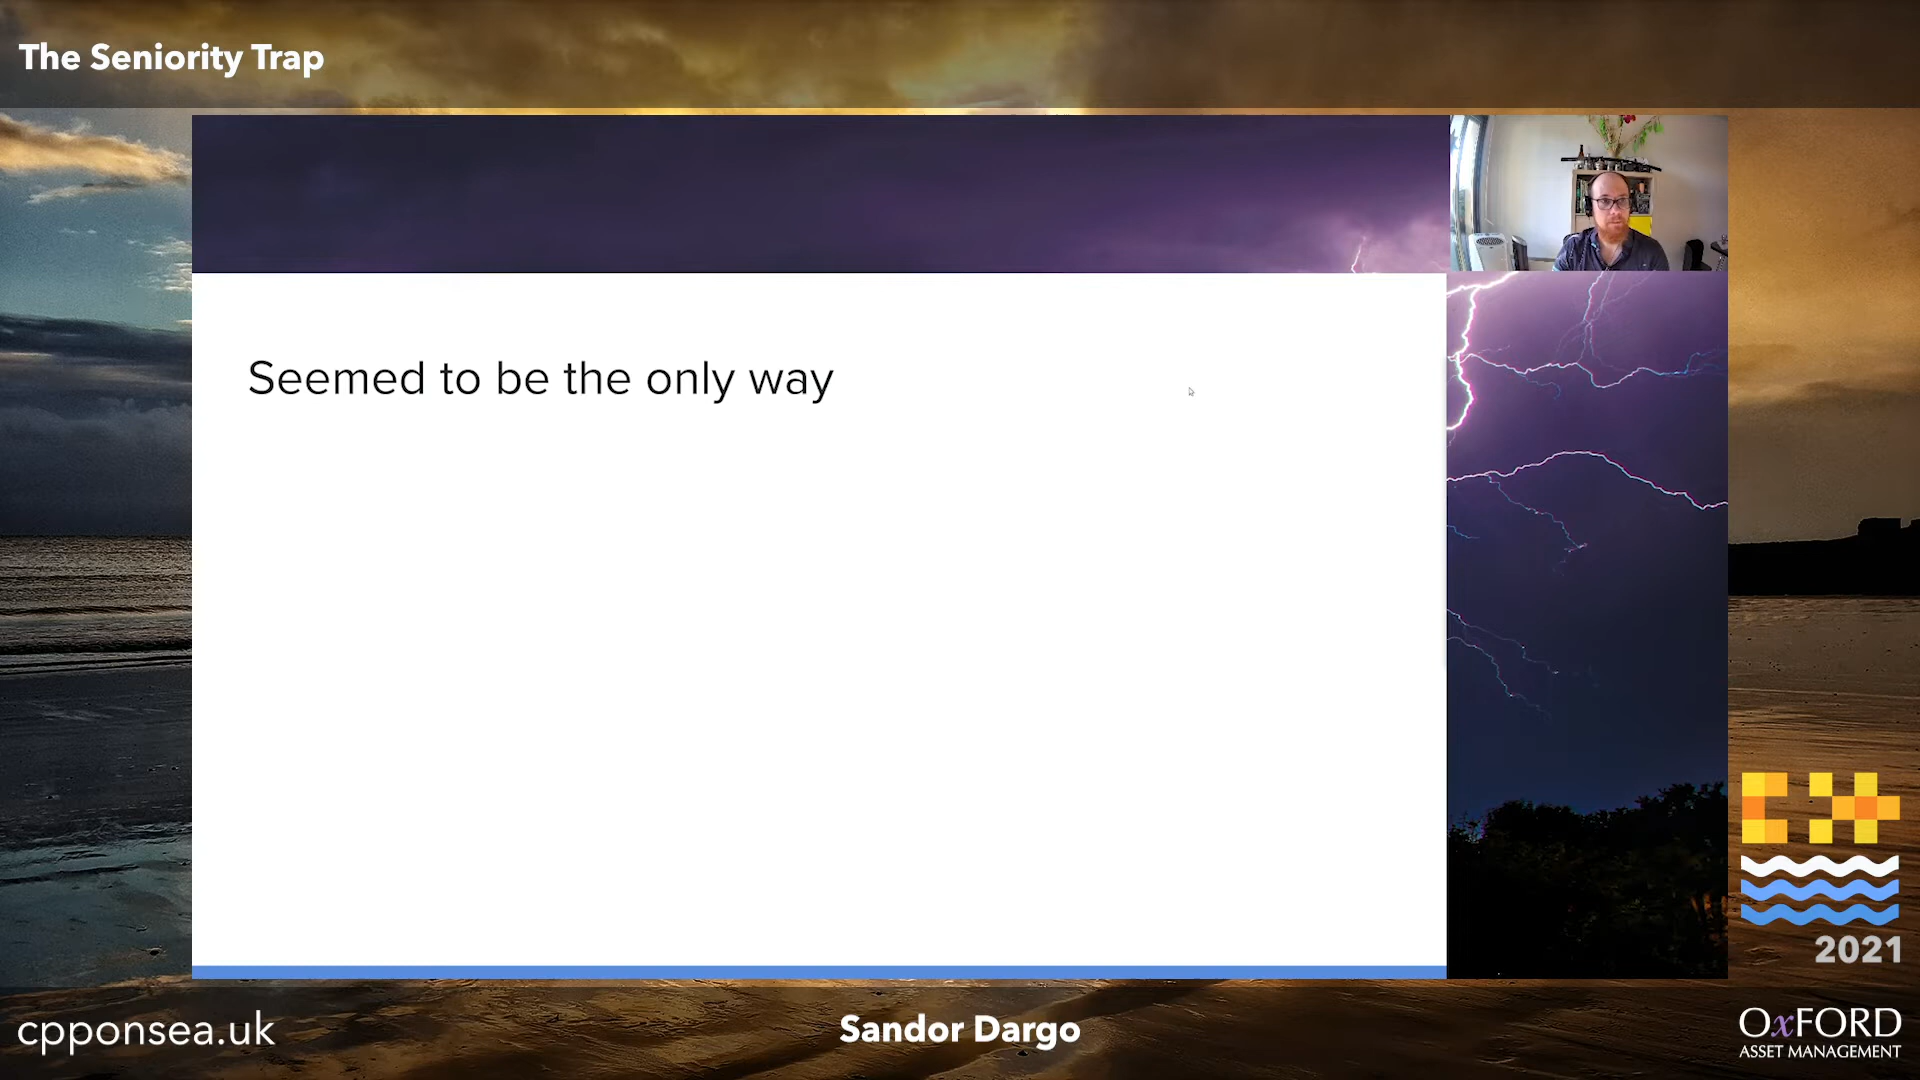 The Seniority Trap
Seemed to be the only way
2021
cpponsea.uk
Sandor Dargo
OxFORD
ASSET MANAGEMENT